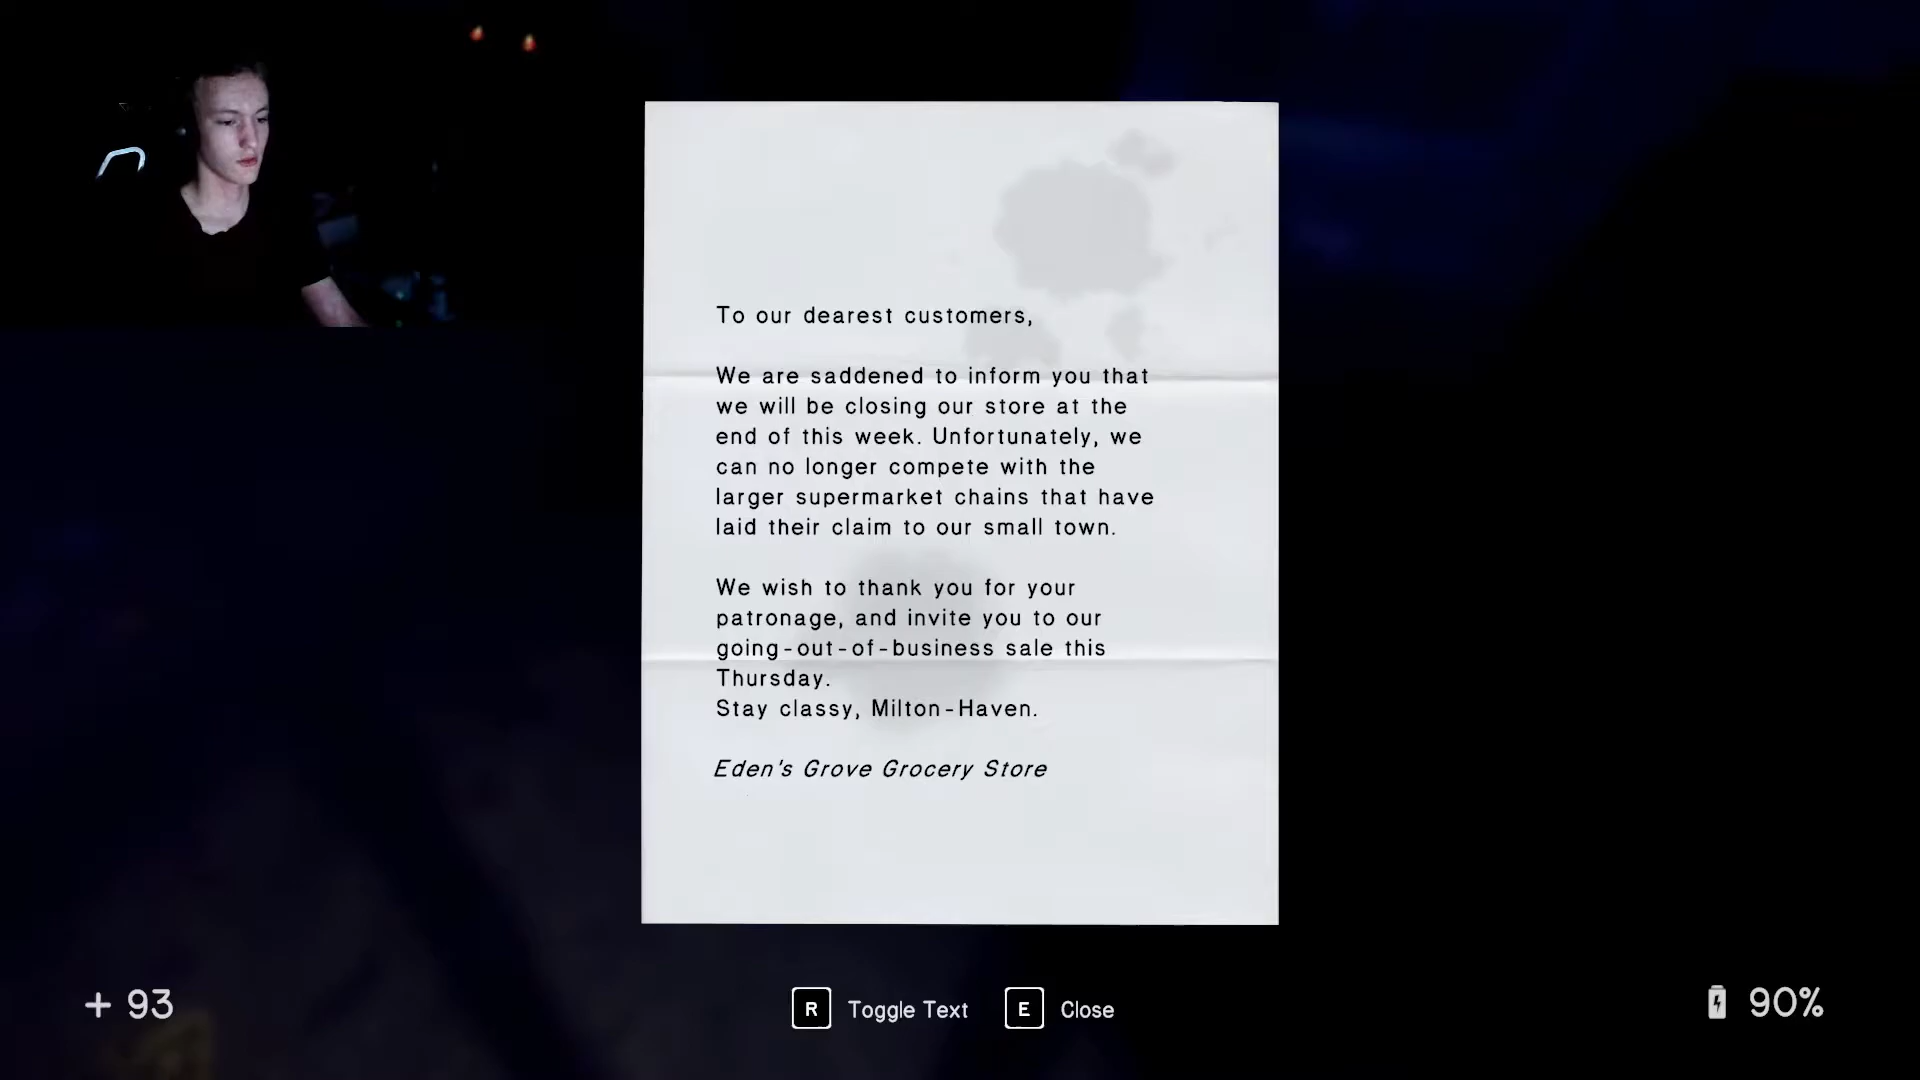 To our dearest customers,
We are saddened to inform you that
we will be closing our store at the
end of this week. Unfortunately, we
can no longer compete with the
larger supermarket chains that have
laid their claim to our small town.
We wish to thank you for your
patronage, and invite you to our
going-out-of-business sale this
Thursday.
Stay classy, Milton-Haven.
Eden's Grove Grocery Store
+ 93
R Toggle Text E Close
90%